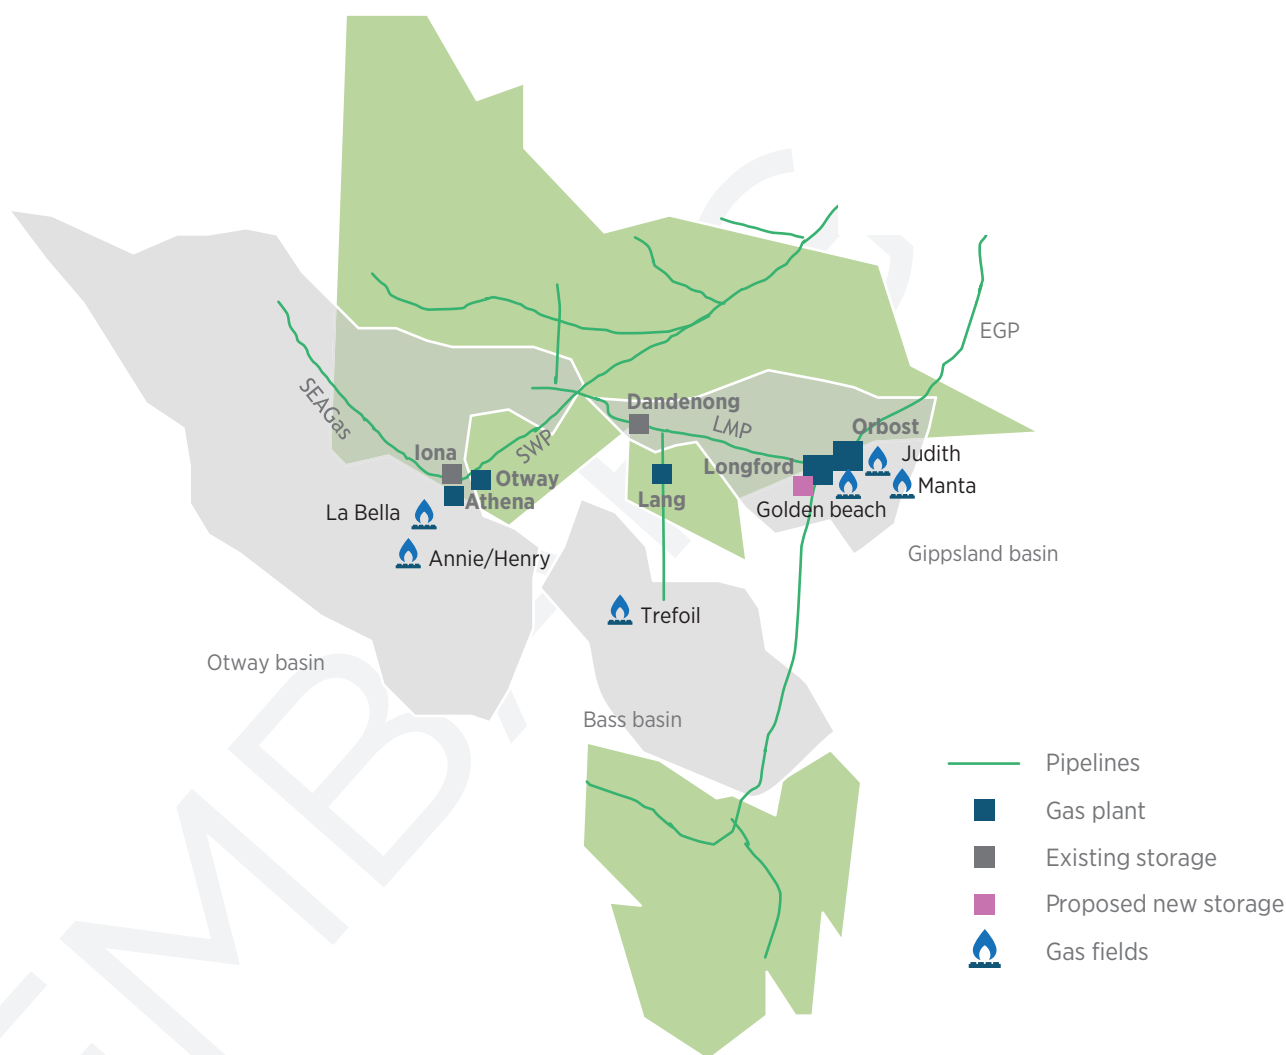 EGP
SEAGas
Dandenong
LMP
Orbost
Iona
SWP
Judith
Longford
Otway
Manta
Lang
Athena
Golden beach
La Bella
Gippsland basin
Annie/Henry
Trefoil
Otway basin
Bass basin
Pipelines
Gas plant
Existing storage
Proposed new storage
Gas fields